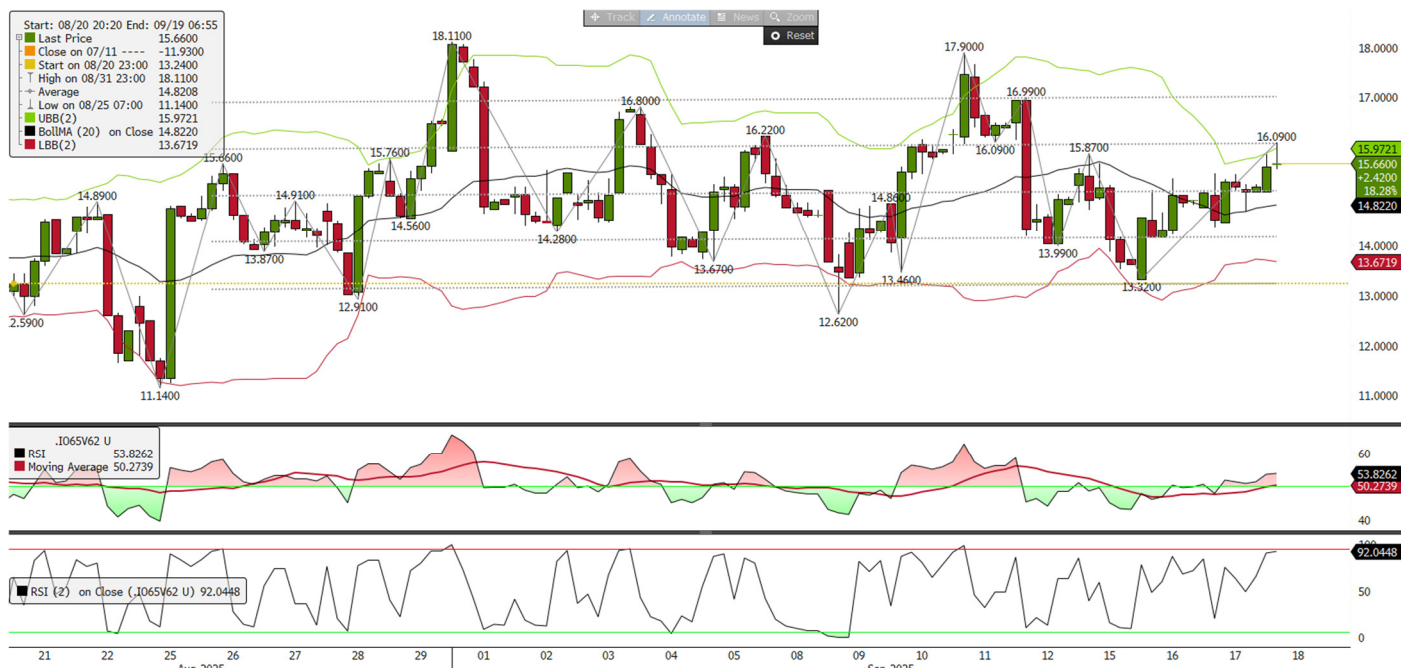 Track Annotate News Zoom
Reset
Start: 08/20 20:20 End: 09/19 06:55
Last Price 15.6600
Close on 07/11 ---- -11.9300
Start on 08/20 23:00 13.2400
High on 08/31 23:00 18.1100
Average 14.8208
Low on 08/25 07:00 11.1400
UBB(2) 15.9721
BollMA (20) on Close 14.8220
LBB(2) 13.6719
18.1100
17.9000
18.0000
16.8000
16.9900
17.0000
16.2200
16.0900
16.0900
15.6600
15.7600
15.8700
15.9721
15.6600
+2.4200
18.28%
14.8900
14.9100
14.5600
14.2800
14.8600
14.8220
13.8700
13.6700
13.4600
13.9900
14.0000
13.3200
13.6719
12.9100
12.6200
13.0000
12.0000
11.1400
11.0000
.IO65V62 U
RSI 53.8262
Moving Average 50.2739
60
53.8262
50.2739
40
92.0448
RSI (2) on Close (.IO65V62 U) 92.0448
50
0
21 22 25 26 27 28 29 01 02 03 04 05 08 09 10 11 12 15 16 17 18